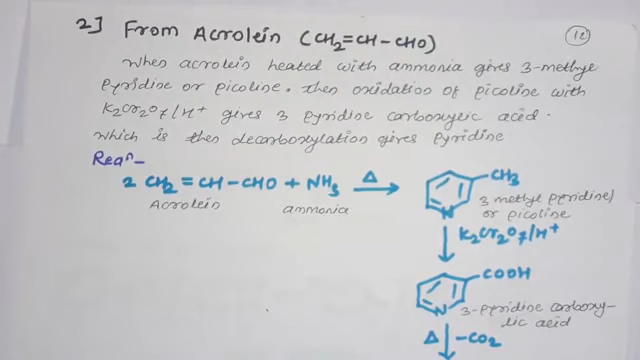 2] From Acrolein (CH2=CH-CHO)
12
When acrolein heated with ammonia gives 3-methyl
pyridine or picoline. Then oxidation of picoline with
K2Cr2O7/H+ gives 3 pyridine carboxylic acid.
which is then decarboxylation gives Pyridine
Reaⁿ-
2 CH2=CH-CHO + NH3 Δ
CH3
N
Acrolein
ammonia
3 methyl pyridine/
or picoline
K2Cr2O7/H+
COOH
N
3-pyridine carboxy-
lic acid
Δ -CO2